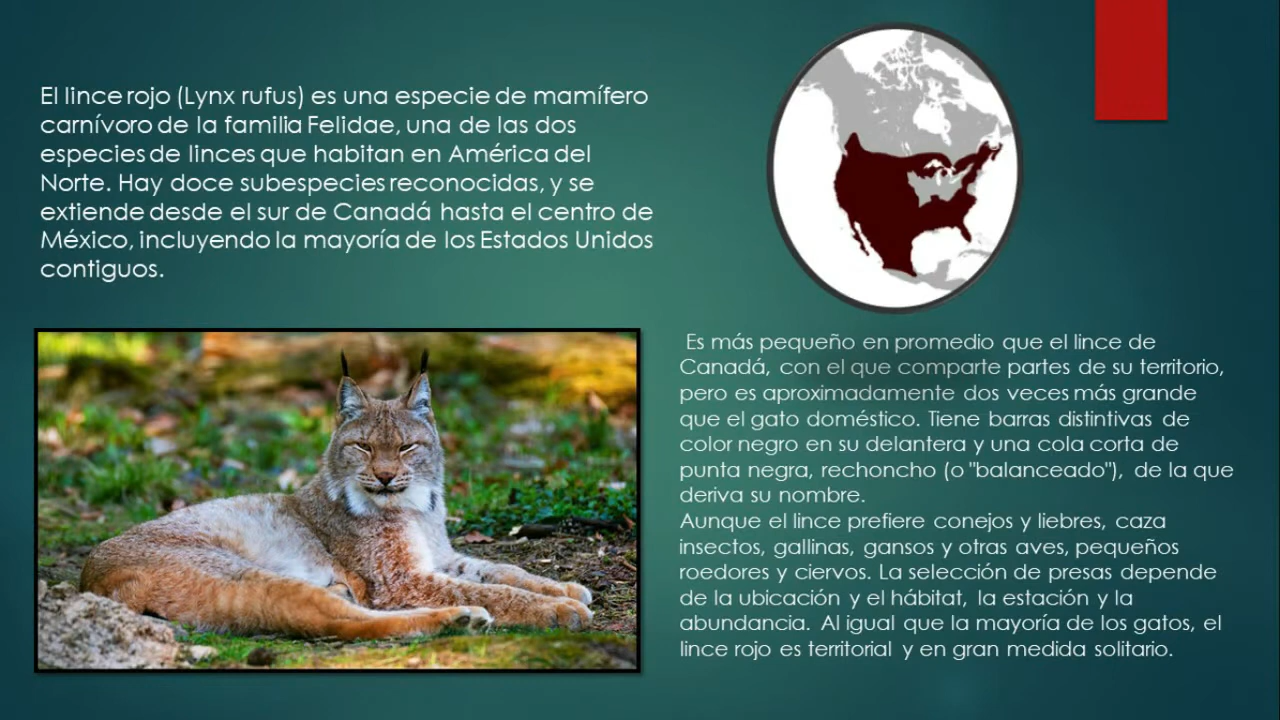 El lince rojo (Lynx rufus) es una especie de mamífero
carnívoro de la familia Felidae, una de las dos
especies de linces que habitan en América del
Norte. Hay doce subespecies reconocidas, y se
extiende desde el sur de Canadá hasta el centro de
México, incluyendo la mayoría de los Estados Unidos
contiguos.
Es más pequeño en promedio que el lince de
Canadá, con el que comparte partes de su territorio,
pero es aproximadamente dos veces más grande
que el gato doméstico. Tiene barras distintivas de
color negro en su delantera y una cola corta de
punta negra, rechoncho (o "balanceado"), de la que
deriva su nombre.
Aunque el lince prefiere conejos y liebres, caza
insectos, gallinas, gansos y otras aves, pequeños
roedores y ciervos. La selección de presas depende
de la ubicación y el hábitat, la estación y la
abundancia. Al igual que la mayoría de los gatos, el
lince rojo es territorial y en gran medida solitario.